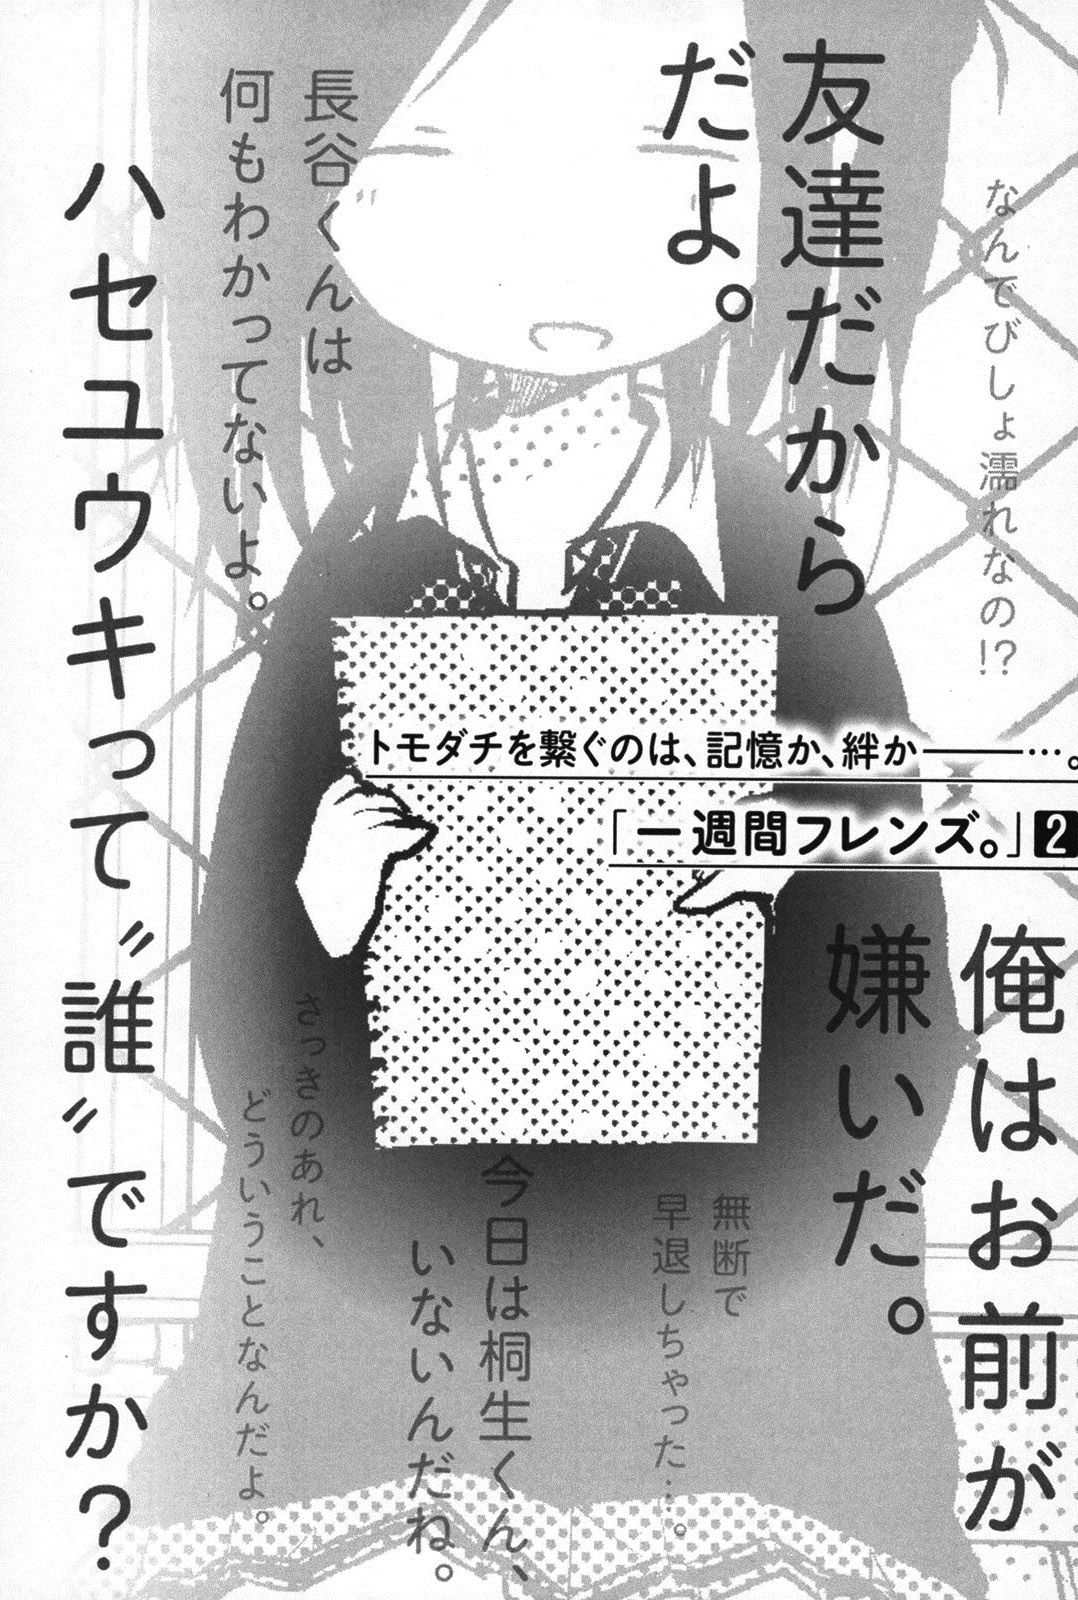 なんでびしょ濡れなの!?
友達だから
だよ。
長谷くんは
何もわかってないよ。
ハセユウキって〝誰〟ですか?
トモダチを繋ぐのは、記憶か、絆か――…。
「一週間フレンズ。」2
俺はお前が
嫌いだ。
無断で
早退しちゃった…。
今日は桐生くん、
いないんだね。
さっきのあれ、
どういうことなんだよ。